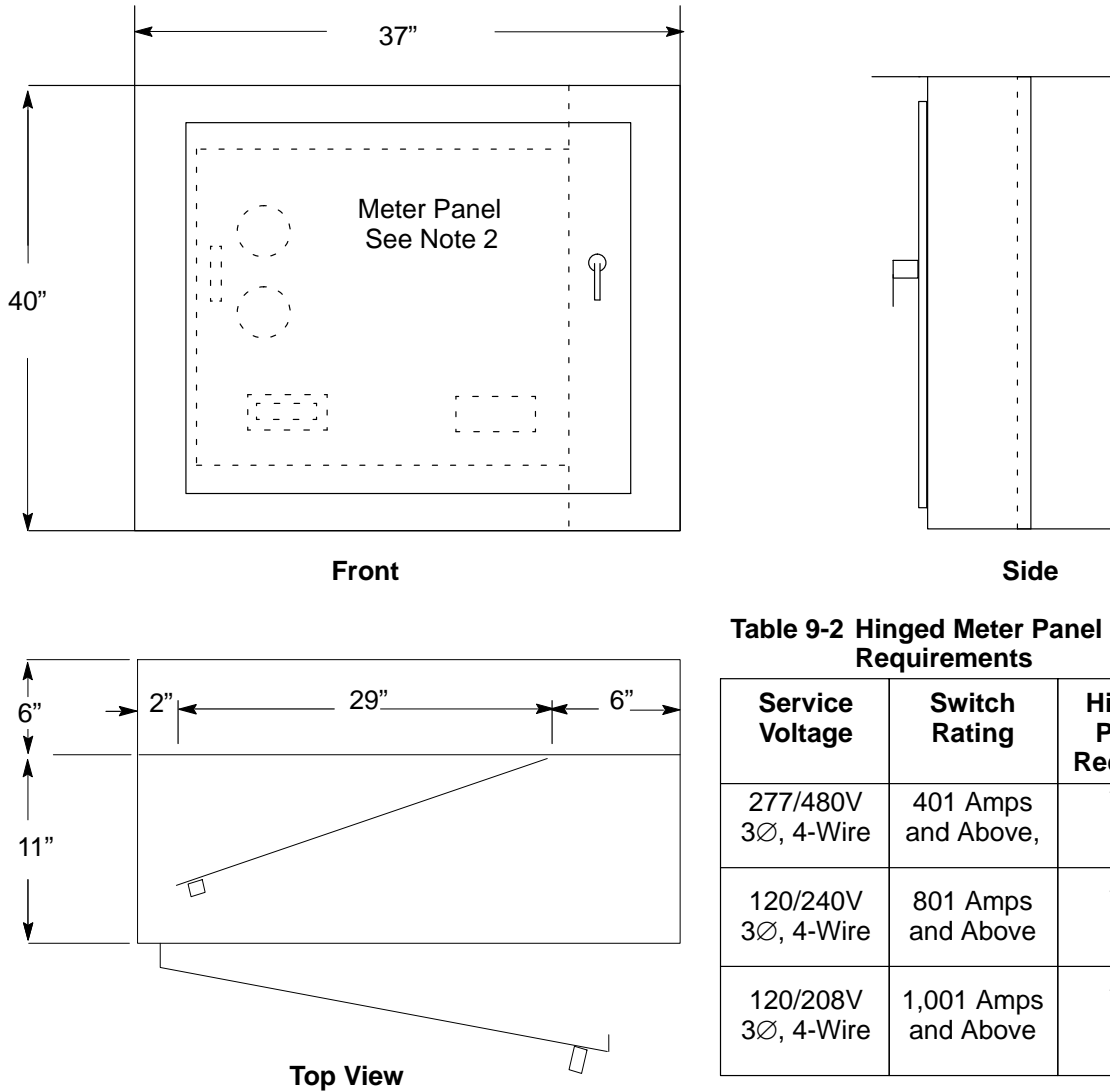 37”
40”
Meter Panel
See Note 2
Front
Side
6”
2”
29”
6”
11”
Top View
Table 9-2 Hinged Meter Panel
Requirements
Service
Voltage
Switch
Rating
277/480V
3∅, 4-Wire
401 Amps
and Above,
120/240V
3∅, 4-Wire
801 Amps
and Above
120/208V
3∅, 4-Wire
1,001 Amps
and Above